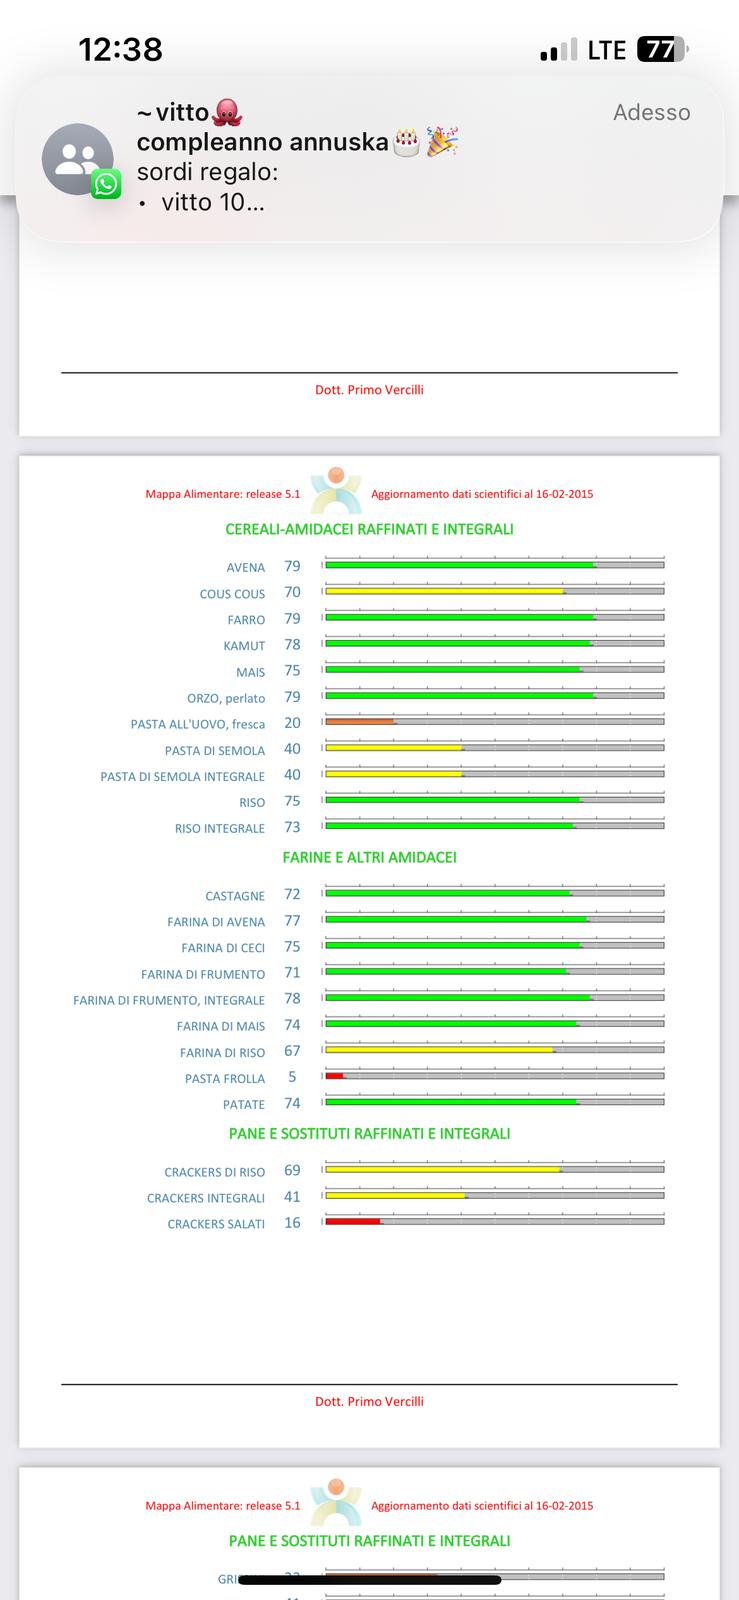 12:38
LTE
77
~vitto🐙
Adesso
compleanno annuska🎂🎉
sordi regalo:
• vitto 10...
Dott. Primo Vercilli
Mappa Alimentare: release 5.1 Aggiornamento dati scientifici al 16-02-2015
CEREALI-AMIDACEI RAFFINATI E INTEGRALI
AVENA 79
COUS COUS 70
FARRO 79
KAMUT 78
MAIS 75
ORZO, perlato 79
PASTA ALL'UOVO, fresca 20
PASTA DI SEMOLA 40
PASTA DI SEMOLA INTEGRALE 40
RISO 75
RISO INTEGRALE 73
FARINE E ALTRI AMIDACEI
CASTAGNE 72
FARINA DI AVENA 77
FARINA DI CECI 75
FARINA DI FRUMENTO 71
FARINA DI FRUMENTO, INTEGRALE 78
FARINA DI MAIS 74
FARINA DI RISO 67
PASTA FROLLA 5
PATATE 74
PANE E SOSTITUTI RAFFINATI E INTEGRALI
CRACKERS DI RISO 69
CRACKERS INTEGRALI 41
CRACKERS SALATI 16
Dott. Primo Vercilli
Mappa Alimentare: release 5.1 Aggiornamento dati scientifici al 16-02-2015
PANE E SOSTITUTI RAFFINATI E INTEGRALI